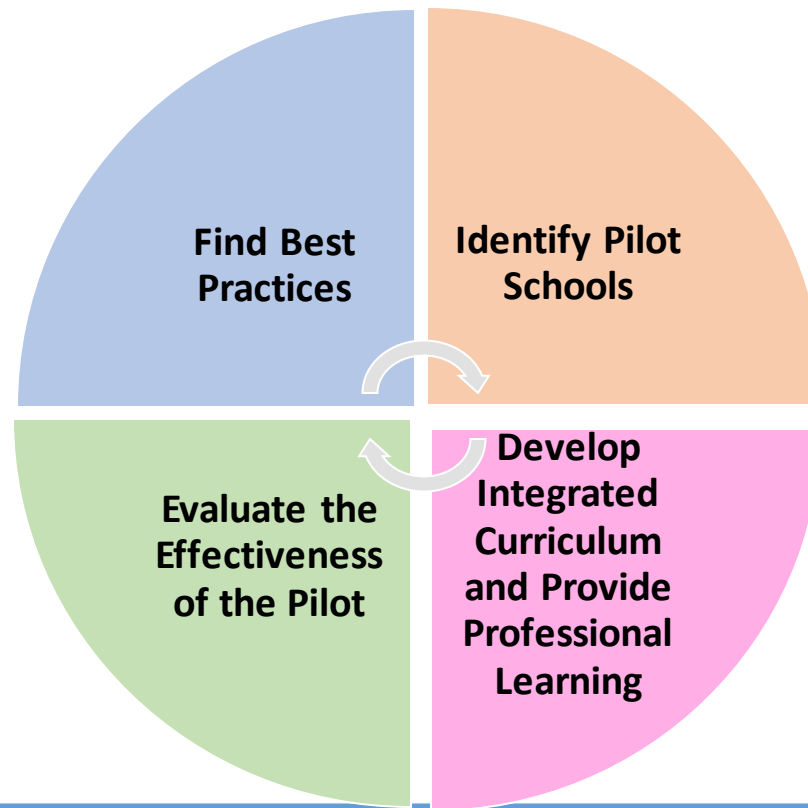 Find Best
Practices
Identify Pilot
Schools
Develop
Integrated
Curriculum
and Provide
Professional
Learning
Evaluate the
Effectiveness
of the Pilot